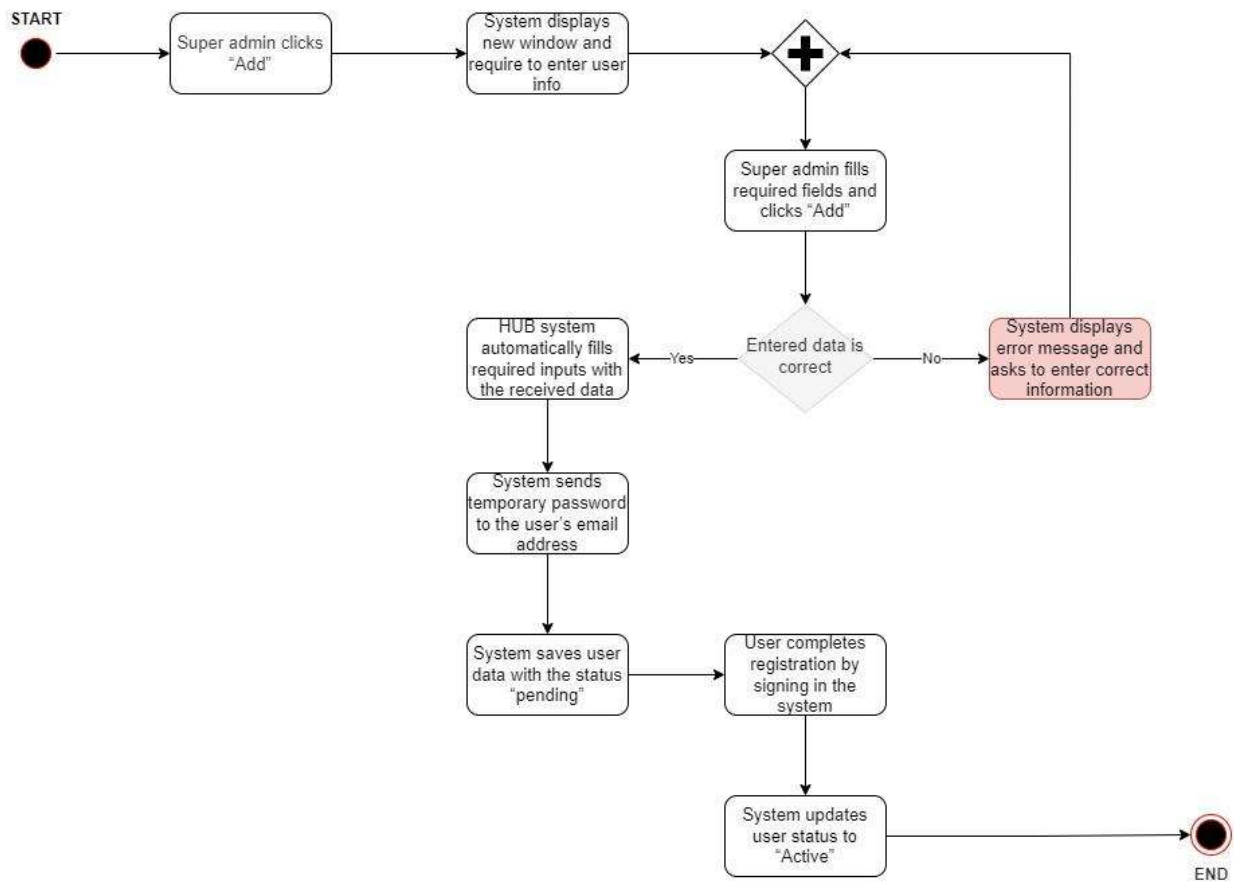 START
Super admin clicks
“Add”
System displays
new window and
require to enter user
info
Super admin fills
required fields and
clicks “Add”
HUB system
automatically fills
required inputs with
the received data
Yes
Entered data is
correct
No
System displays
error message and
asks to enter correct
information
System sends
temporary password
to the user’s email
address
System saves user
data with the status
“pending”
User completes
registration by
signing in the
system
System updates
user status to
“Active”
END